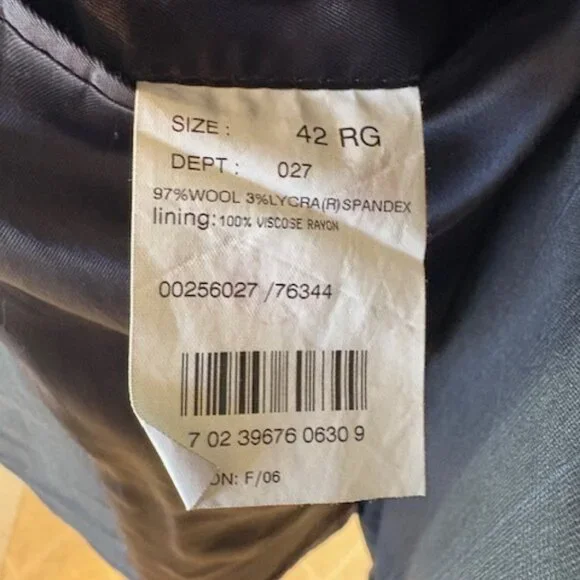 SIZE : 42 RG
DEPT : 027
97%WOOL 3%LYCRA(R)SPANDEX
lining:100% VISCOSE RAYON
00256027 /76344
7 02 39676 0630 9
ON: F/06